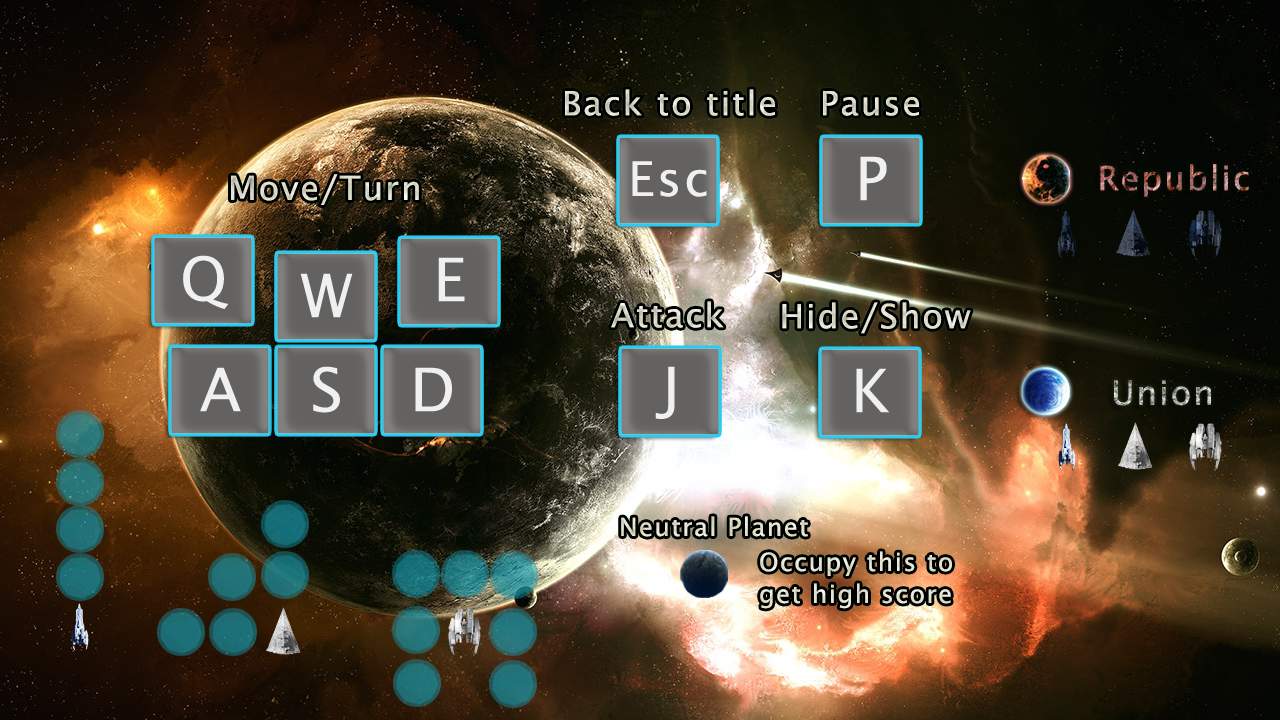 Back to title
Pause
Esc
P
Move/Turn
Q
W
E
A
S
D
Attack
Hide/Show
J
K
Republic
Union
Neutral Planet
Occupy this to
get high score